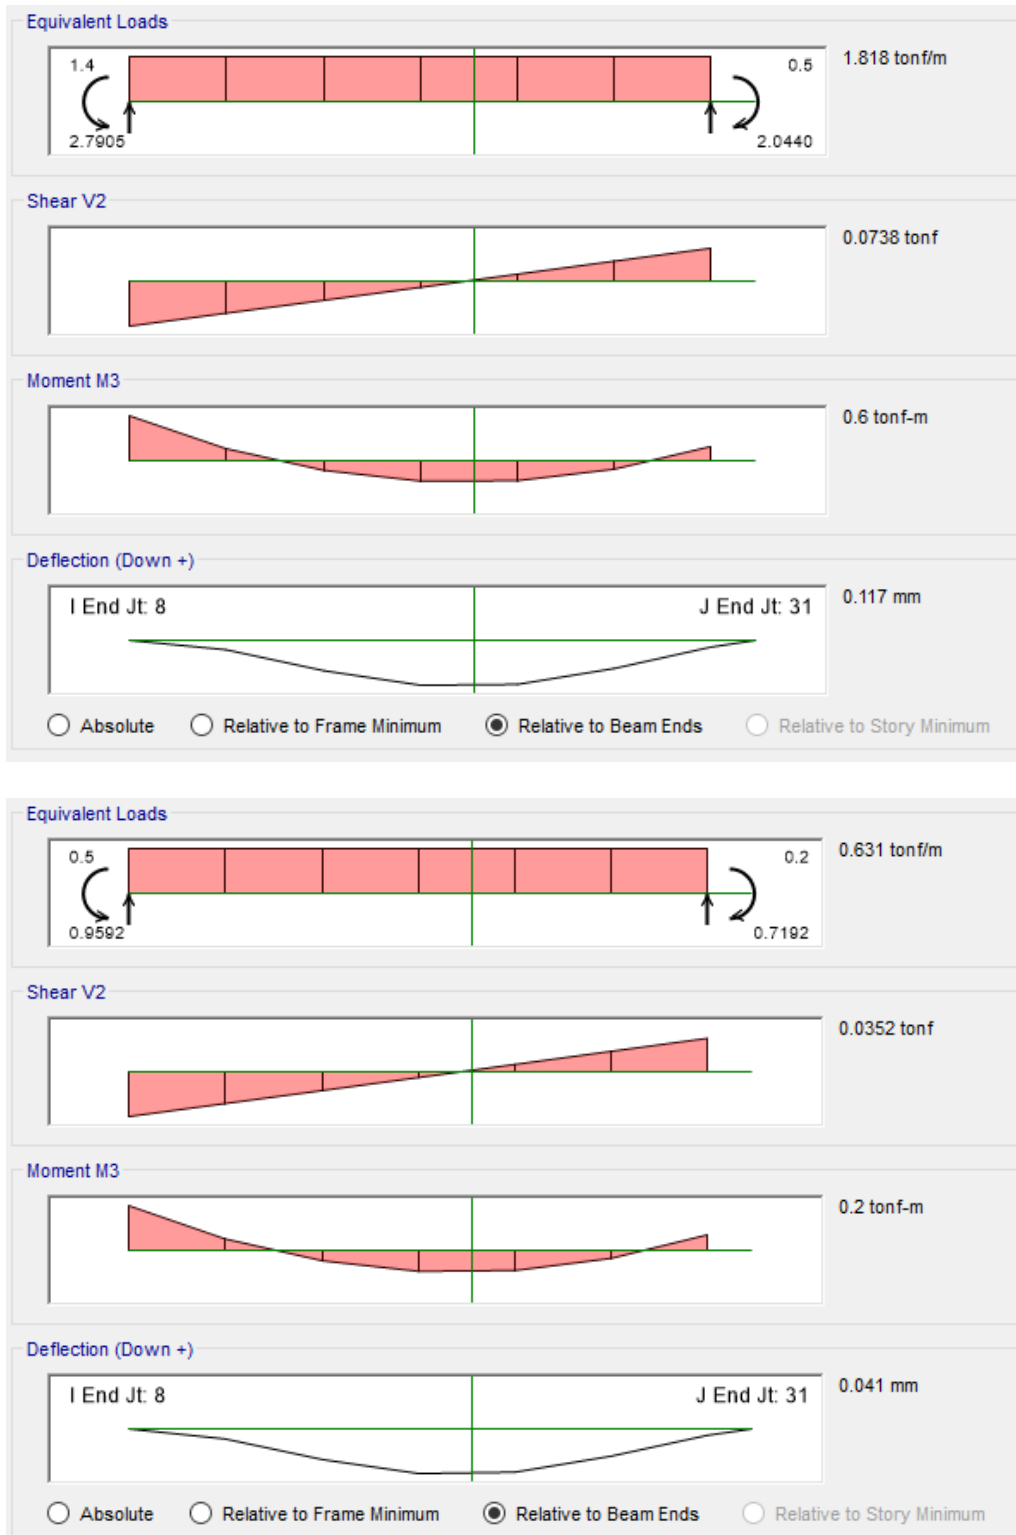 Equivalent Loads
1.4 0.5 1.818 tonf/m
2.7905 2.0440
Shear V2
0.0738 tonf
Moment M3
0.6 tonf-m
Deflection (Down +)
I End Jt: 8 J End Jt: 31 0.117 mm
Absolute Relative to Frame Minimum Relative to Beam Ends Relative to Story Minimum
Equivalent Loads
0.5 0.2 0.631 tonf/m
0.9592 0.7192
Shear V2
0.0352 tonf
Moment M3
0.2 tonf-m
Deflection (Down +)
I End Jt: 8 J End Jt: 31 0.041 mm
Absolute Relative to Frame Minimum Relative to Beam Ends Relative to Story Minimum